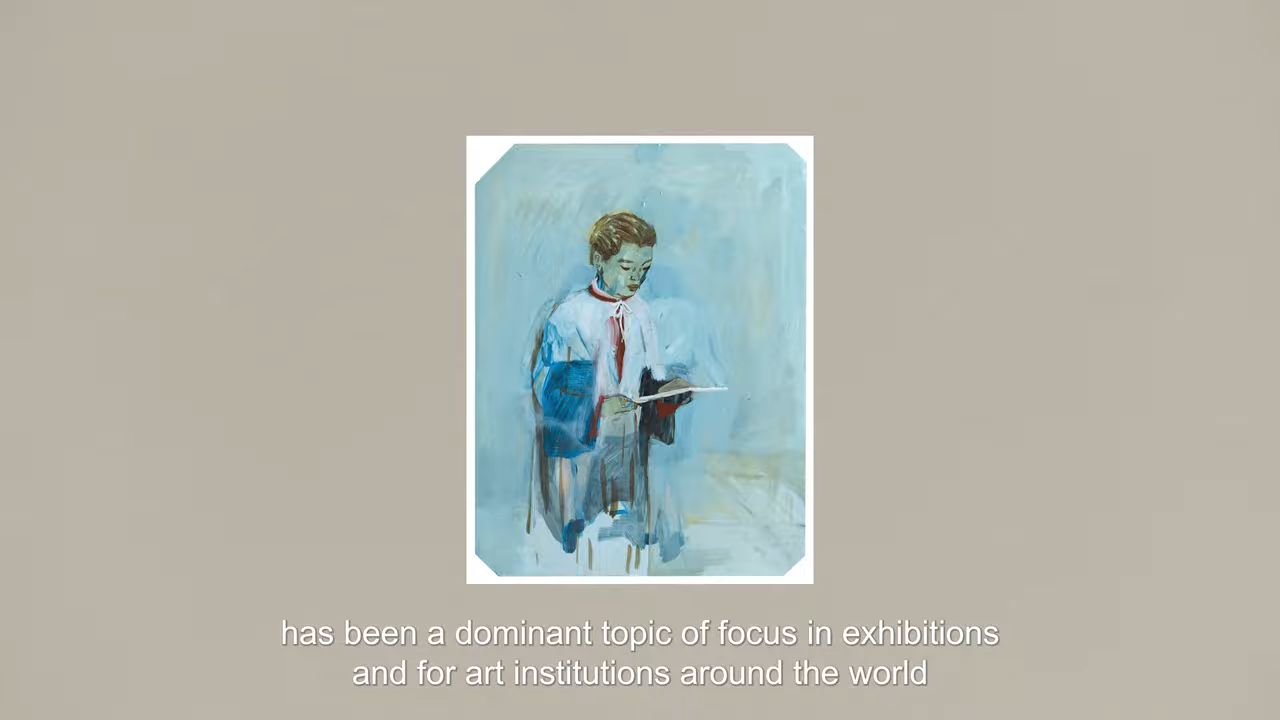 has been a dominant topic of focus in exhibitions
and for art institutions around the world